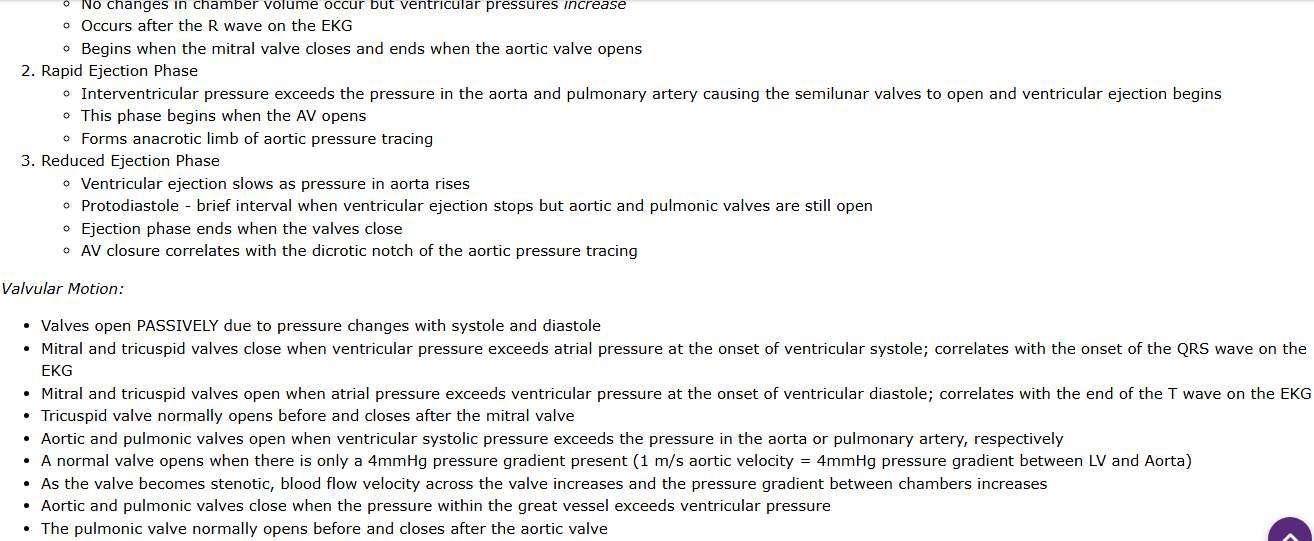 ◦ No changes in chamber volume occur but ventricular pressures increase
◦ Occurs after the R wave on the EKG
◦ Begins when the mitral valve closes and ends when the aortic valve opens
2. Rapid Ejection Phase
◦ Interventricular pressure exceeds the pressure in the aorta and pulmonary artery causing the semilunar valves to open and ventricular ejection begins
◦ This phase begins when the AV opens
◦ Forms anacrotic limb of aortic pressure tracing
3. Reduced Ejection Phase
◦ Ventricular ejection slows as pressure in aorta rises
◦ Protodiastole - brief interval when ventricular ejection stops but aortic and pulmonic valves are still open
◦ Ejection phase ends when the valves close
◦ AV closure correlates with the dicrotic notch of the aortic pressure tracing
Valvular Motion:
• Valves open PASSIVELY due to pressure changes with systole and diastole
• Mitral and tricuspid valves close when ventricular pressure exceeds atrial pressure at the onset of ventricular systole; correlates with the onset of the QRS wave on the
EKG
• Mitral and tricuspid valves open when atrial pressure exceeds ventricular pressure at the onset of ventricular diastole; correlates with the end of the T wave on the EKG
• Tricuspid valve normally opens before and closes after the mitral valve
• Aortic and pulmonic valves open when ventricular systolic pressure exceeds the pressure in the aorta or pulmonary artery, respectively
• A normal valve opens when there is only a 4mmHg pressure gradient present (1 m/s aortic velocity = 4mmHg pressure gradient between LV and Aorta)
• As the valve becomes stenotic, blood flow velocity across the valve increases and the pressure gradient between chambers increases
• Aortic and pulmonic valves close when the pressure within the great vessel exceeds ventricular pressure
• The pulmonic valve normally opens before and closes after the aortic valve